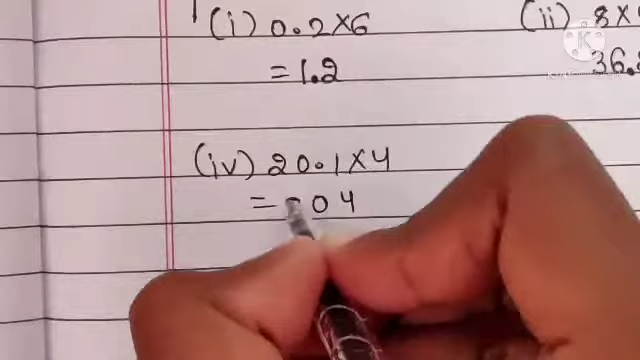 (i) 0.2×6
(ii) 8×
= 1.2
36.
(iv) 20.1×4
= 04